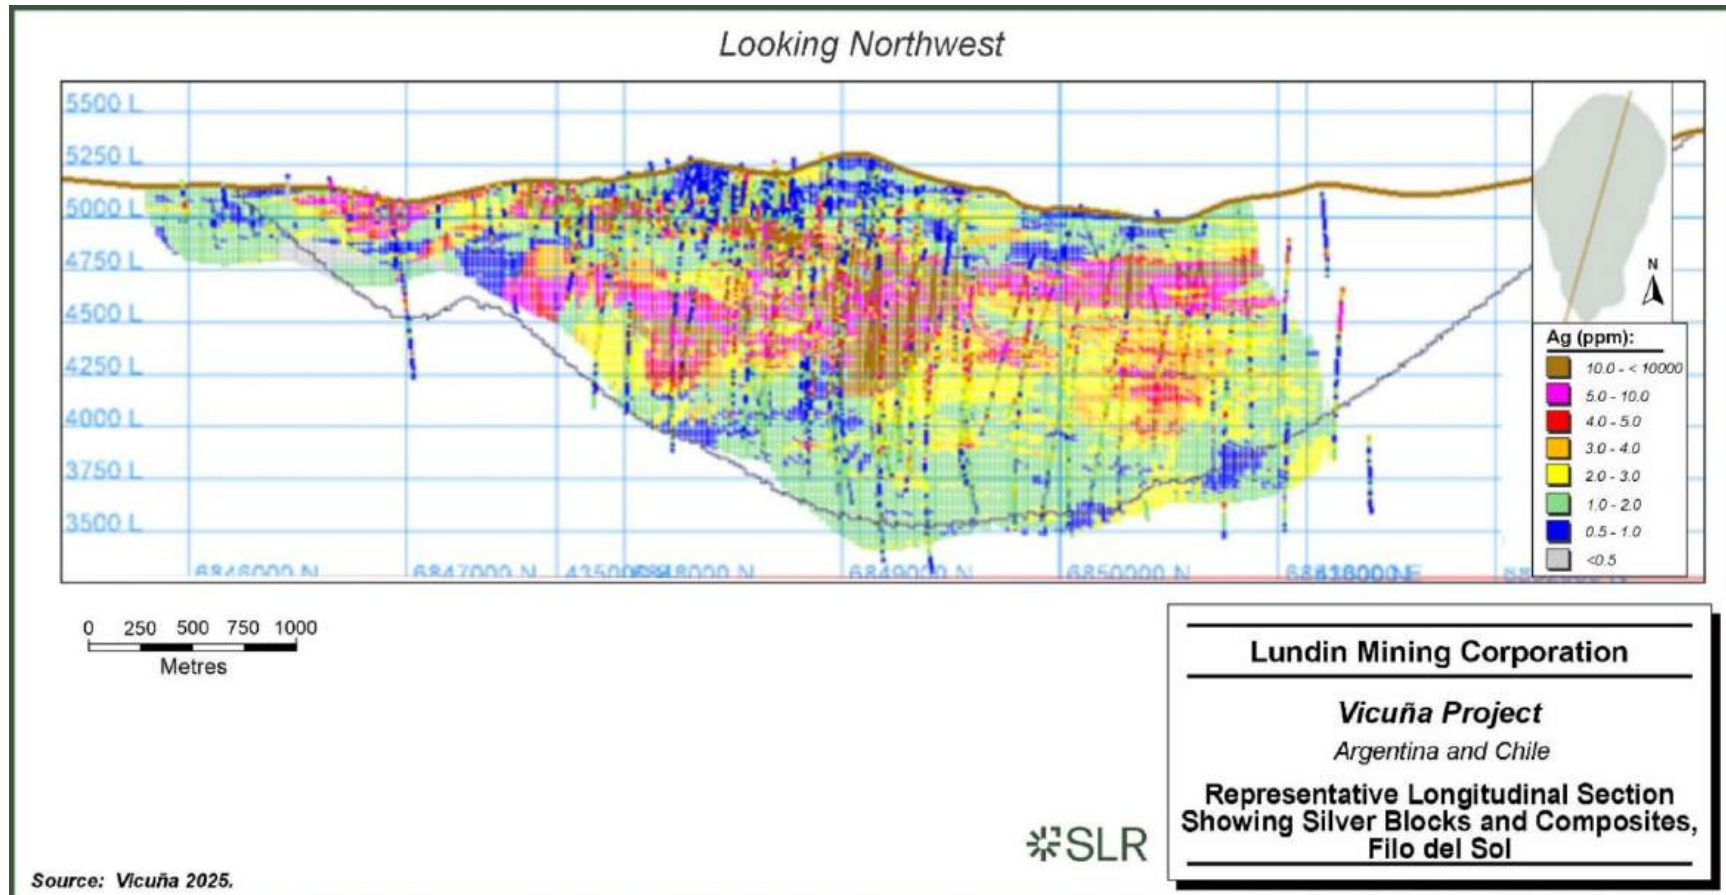 Looking Northwest
5500 L
5250 L
5000 L
4750 L
4500 L
4250 L
4000 L
3750 L
3500 L
6846000 N
6847000 N
6849000 N
6850000 N
N
Ag (ppm):
10.0 - < 10000
5.0 - 10.0
4.0 - 5.0
3.0 - 4.0
2.0 - 3.0
1.0 - 2.0
0.5 - 1.0
<0.5
0 250 500 750 1000
Metres
Lundin Mining Corporation
Vicuña Project
Argentina and Chile
Representative Longitudinal Section
Showing Silver Blocks and Composites,
Filo del Sol
SLR
Source: Vicuña 2025.